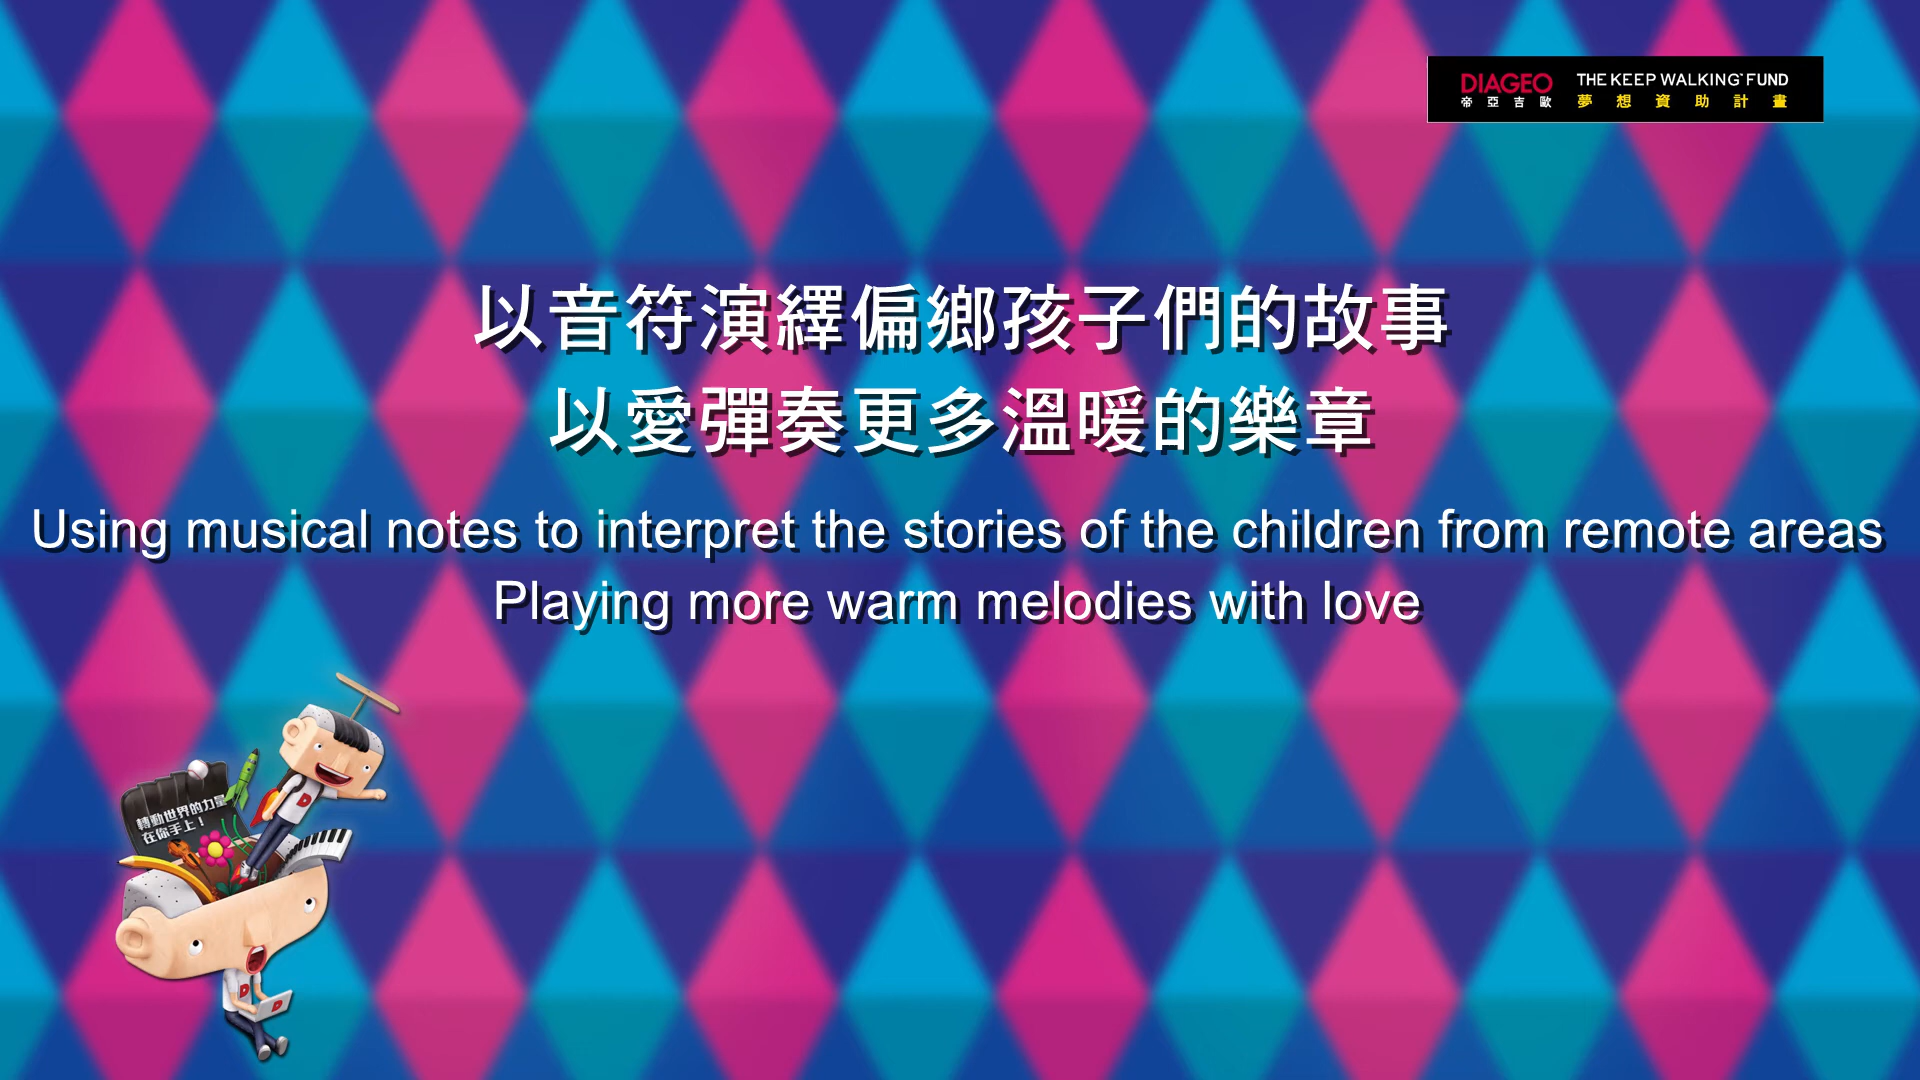 DIAGEO THE KEEP WALKING FUND
帝亞吉歐 夢想資助計畫
以音符演繹偏鄉孩子們的故事
以愛彈奏更多溫暖的樂章
Using musical notes to interpret the stories of the children from remote areas
Playing more warm melodies with love
轉動世界的力量
在你手上！
D
D
D